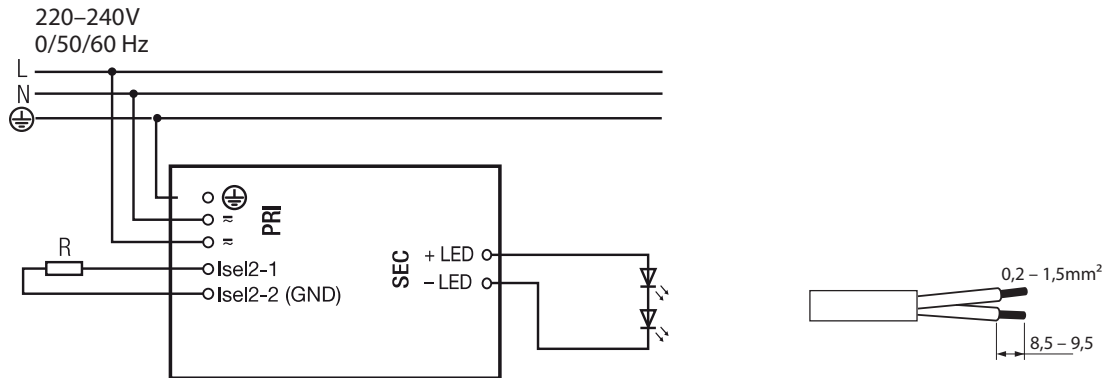 220–240V
0/50/60 Hz
L
N
PRI
≂
≂
R
Isel2-1
Isel2-2 (GND)
SEC
+ LED
– LED
0,2 – 1,5mm²
8,5 – 9,5